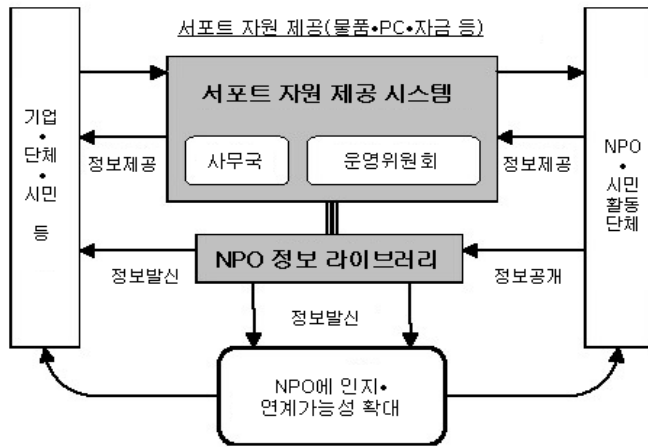 서포트 자원 제공(물품•PC•자금 등)
기업
•
단체
•
시민
등
서포트 자원 제공 시스템
사무국
운영위원회
정보제공
정보제공
NPO
•
시민
활동
단체
NPO 정보 라이브러리
정보발신
정보공개
정보발신
NPO에 인지•
연계가능성 확대